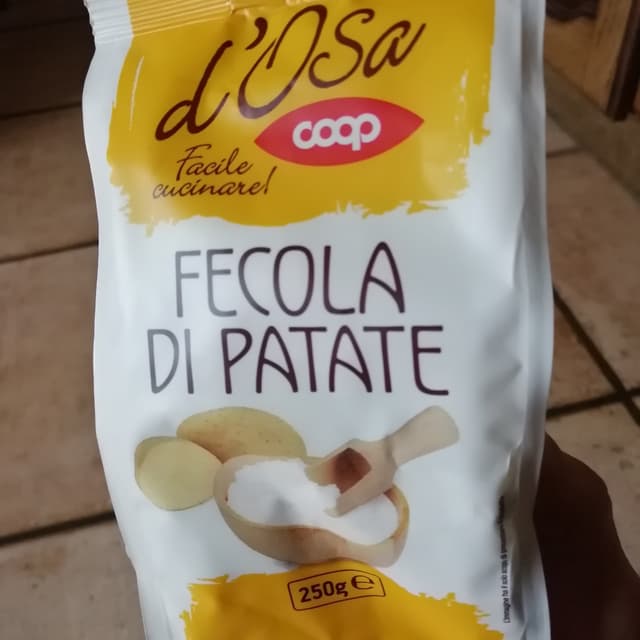 d'Osa
coop
Facile
cucinare!
FECOLA
DI PATATE
250g e